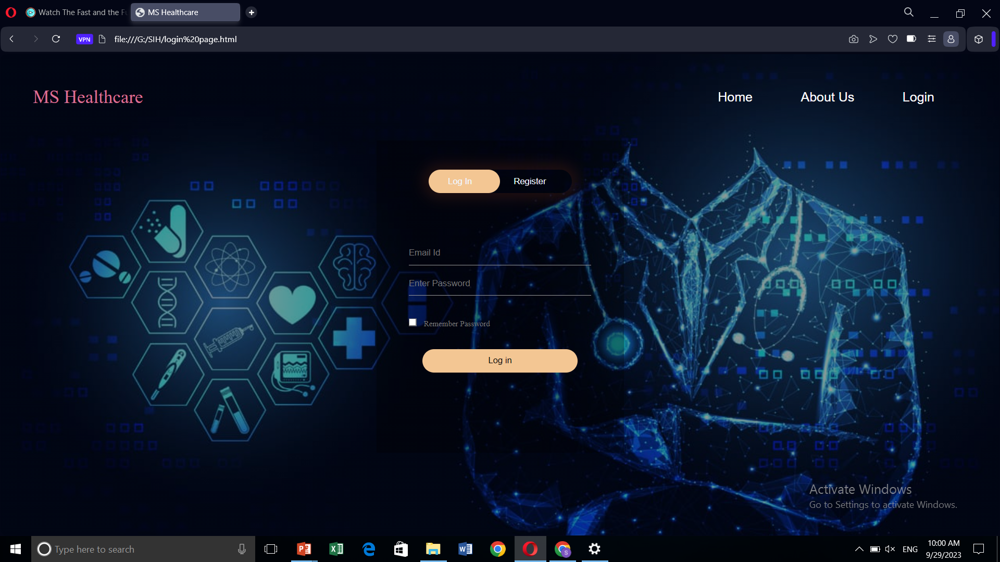 Watch The Fast and the Fu
MS Healthcare
VPN
file:///G:/SIH/login%20page.html
MS Healthcare
Home
About Us
Login
Log In
Register
Email Id
Enter Password
Remember Password
Log in
Activate Windows
Go to Settings to activate Windows.
Type here to search
S
ENG
10:00 AM
9/29/2023